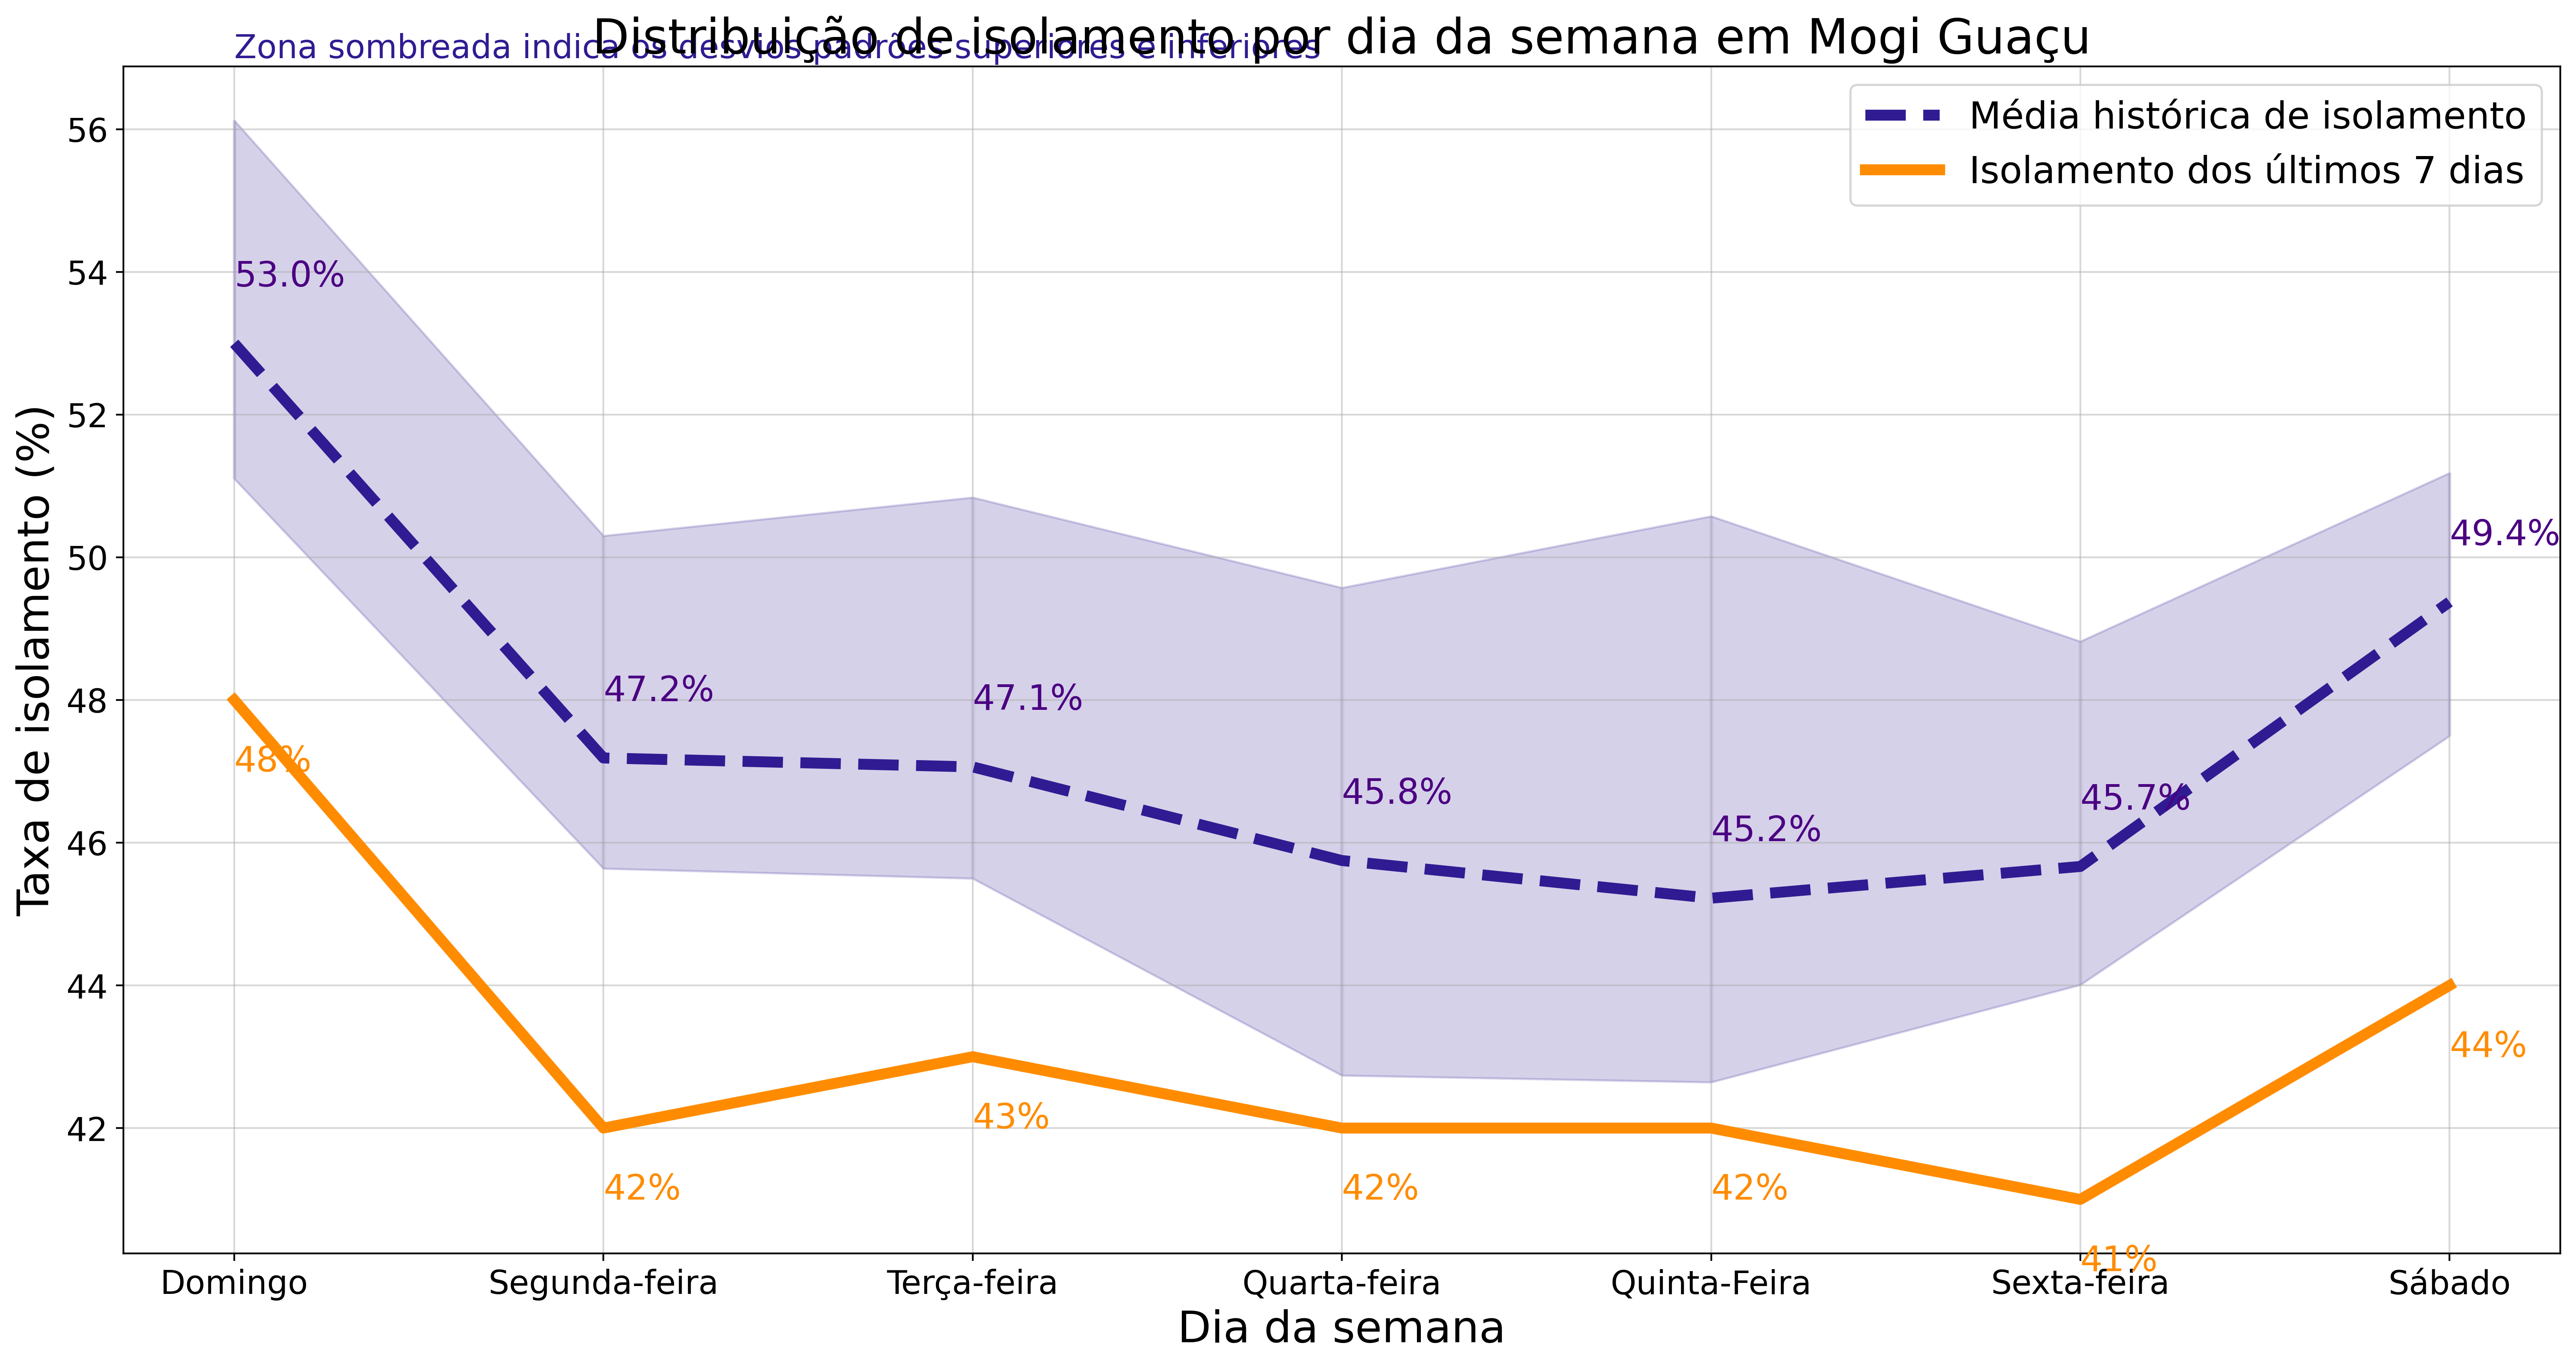 Distribuição de isolamento por dia da semana em Mogi Guaçu
Zona sombreada indica os desvios padrões superiores e inferiores
Média histórica de isolamento
Isolamento dos últimos 7 dias
Taxa de isolamento (%)
56
54
52
50
48
46
44
42
53.0%
47.2%
47.1%
45.8%
45.2%
45.7%
49.4%
48%
42%
43%
42%
42%
41%
44%
Domingo
Segunda-feira
Terça-feira
Quarta-feira
Quinta-Feira
Sexta-feira
Sábado
Dia da semana